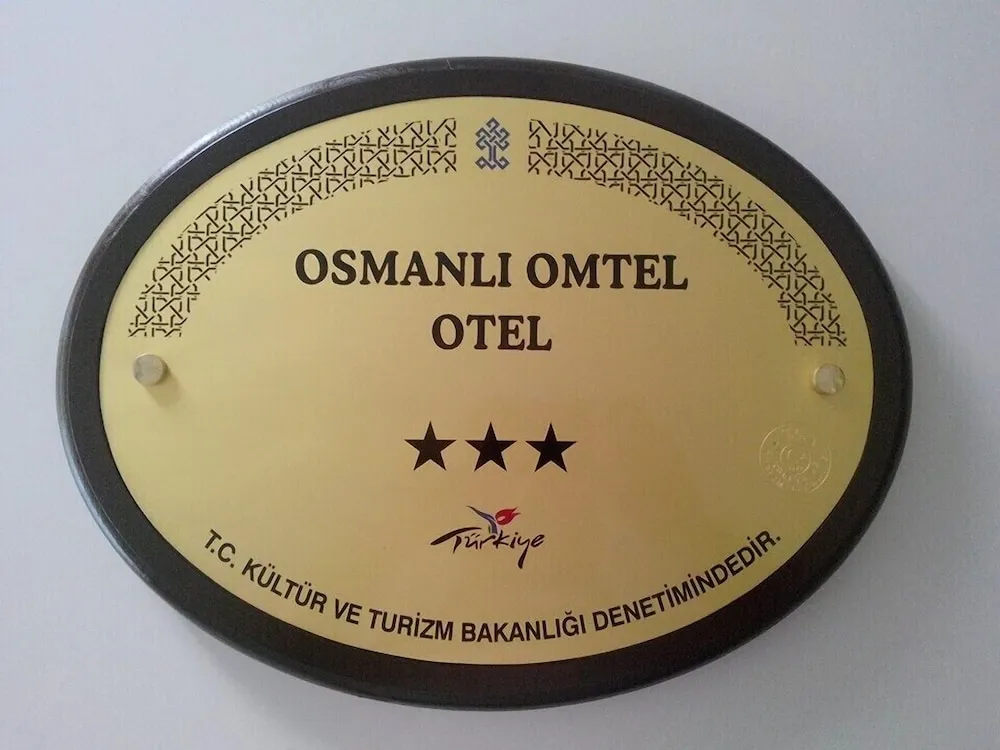 OSMANLI OMTEL
OTEL
Türkiye
T.C. KÜLTÜR VE TURİZM BAKANLIĞI DENETİMİNDEDİR.